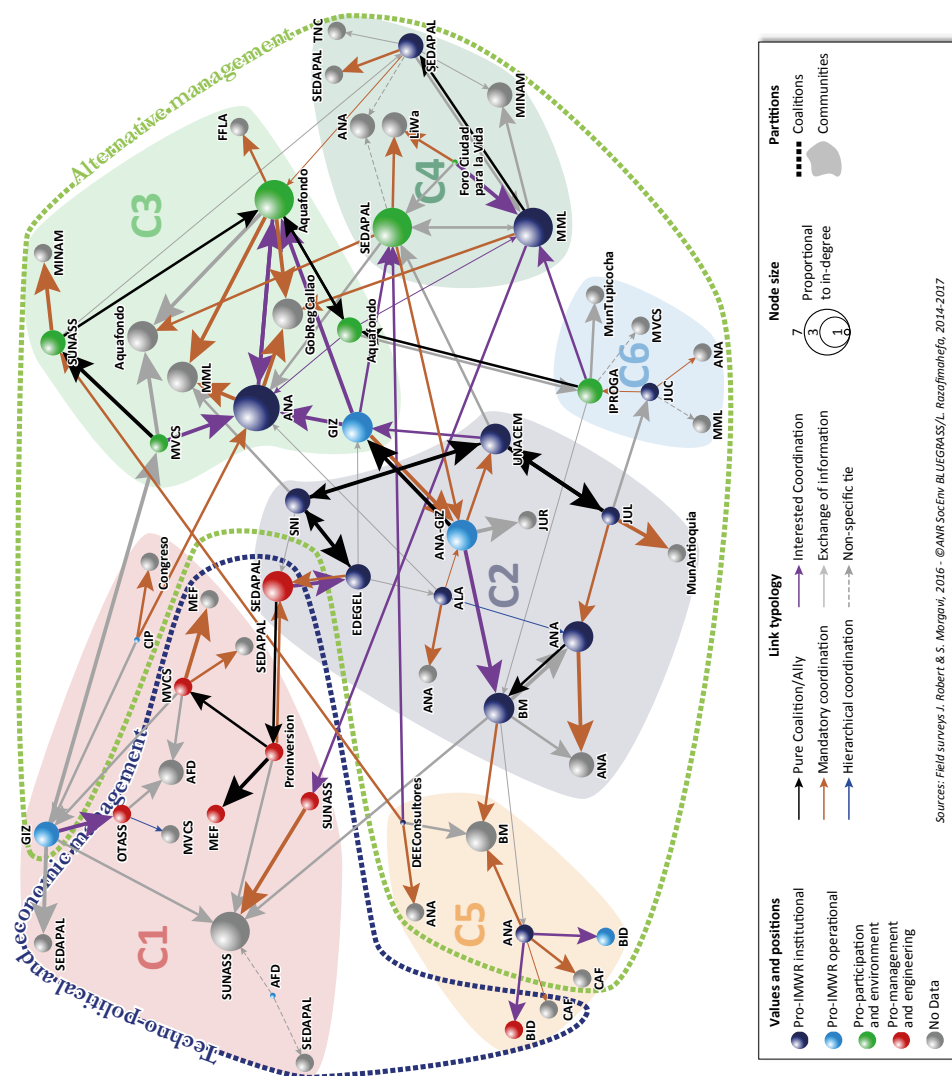 Alternative management
Techno-political and economic management
C1
C2
C3
C4
C5
C6
SEDAPAL
TNC
SEDAPAL
SEDAPAL
MINAM
ANA
LiWa
Foro Ciudad
para la Vida
SEDAPAL
MML
FFLA
Aquafondo
MINAM
SUNASS
Aquafondo
MML
GobRegCallao
Aquafondo
ANA
GIZ
MVCS
MunTupicocha
MVCS
IPROGA
JUC
ANA
MML
UNACEM
SNI
ANA-GIZ
JUR
JUL
MunAntioquia
EDEGEL
ALA
ANA
ANA
BM
ANA
Congreso
CIP
MEF
SEDAPAL
SEDAPAL
MVCS
AFD
ProInversion
MEF
SUNASS
GIZ
OTASS
MVCS
SEDAPAL
SUNASS
AFD
SEDAPAL
DEEConsultores
BM
ANA
ANA
BID
CAF
CAF
BID
Values and positions
Pro-IMWR institutional
Pro-IMWR operational
Pro-participation
and environment
Pro-management
and engineering
No Data
Link typology
Pure Coalition/Ally
Mandatory coordination
Hierarchical coordination
Interested Coordination
Exchange of information
Non-specific tie
Node size
7
3
1
0
Proportional
to in-degree
Partitions
Coalitions
Communities
Sources: Field surveys J. Robert & S. Morgavi, 2016 - ©ANR SocEnv BLUEGRASS/L. Razafimahefa, 2014-2017